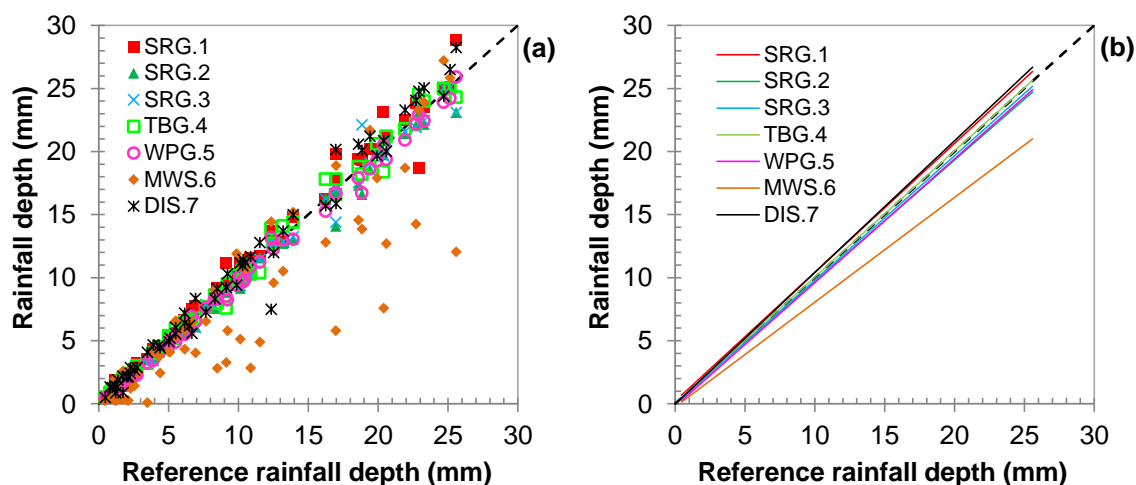 30
25
20
15
10
5
0
Rainfall depth (mm)
SRG.1
SRG.2
SRG.3
TBG.4
WPG.5
MWS.6
DIS.7
(a)
0 5 10 15 20 25 30
Reference rainfall depth (mm)
30
25
20
15
10
5
0
Rainfall depth (mm)
SRG.1
SRG.2
SRG.3
TBG.4
WPG.5
MWS.6
DIS.7
(b)
0 5 10 15 20 25 30
Reference rainfall depth (mm)